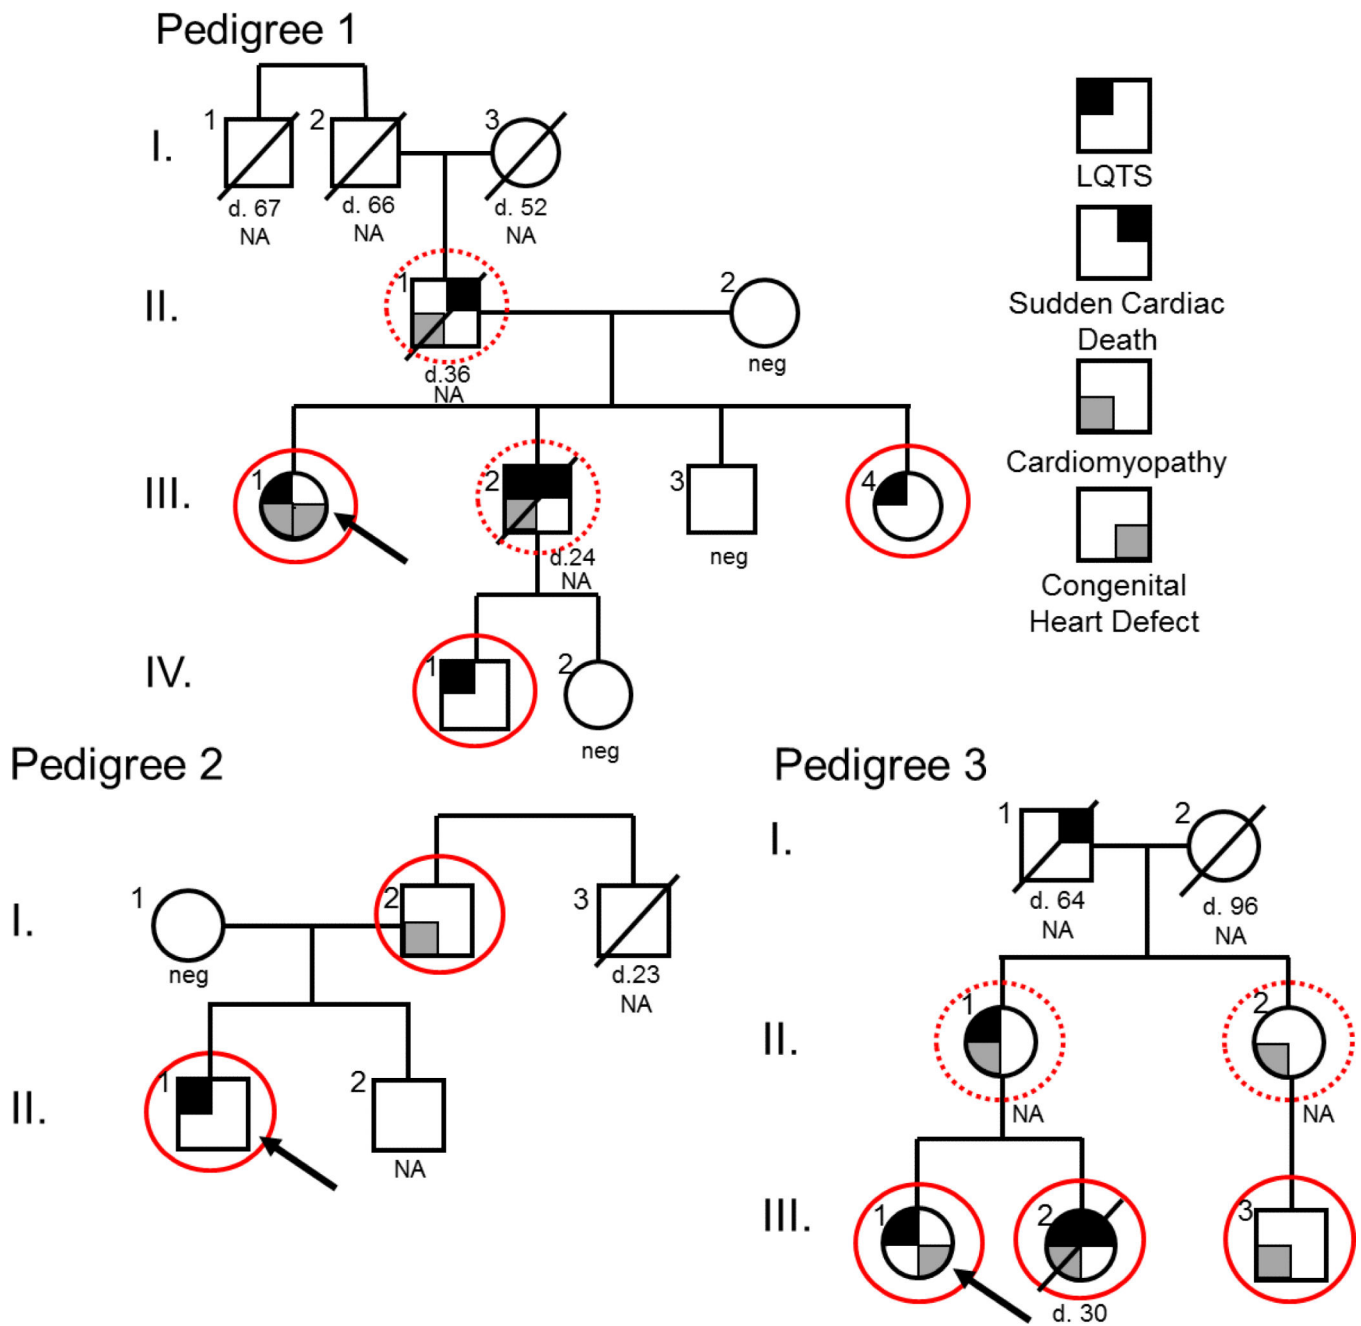 Pedigree 1
I.
1
2
3
d. 67
NA
d. 66
NA
d. 52
NA
LQTS
Sudden Cardiac
Death
Cardiomyopathy
Congenital
Heart Defect
II.
1
2
d.36
NA
neg
III.
1
2
3
4
d.24
NA
neg
IV.
1
2
neg
Pedigree 2
I.
1
2
3
neg
d.23
NA
II.
1
2
NA
Pedigree 3
I.
1
2
d. 64
NA
d. 96
NA
II.
1
2
NA
NA
III.
1
2
3
d. 30